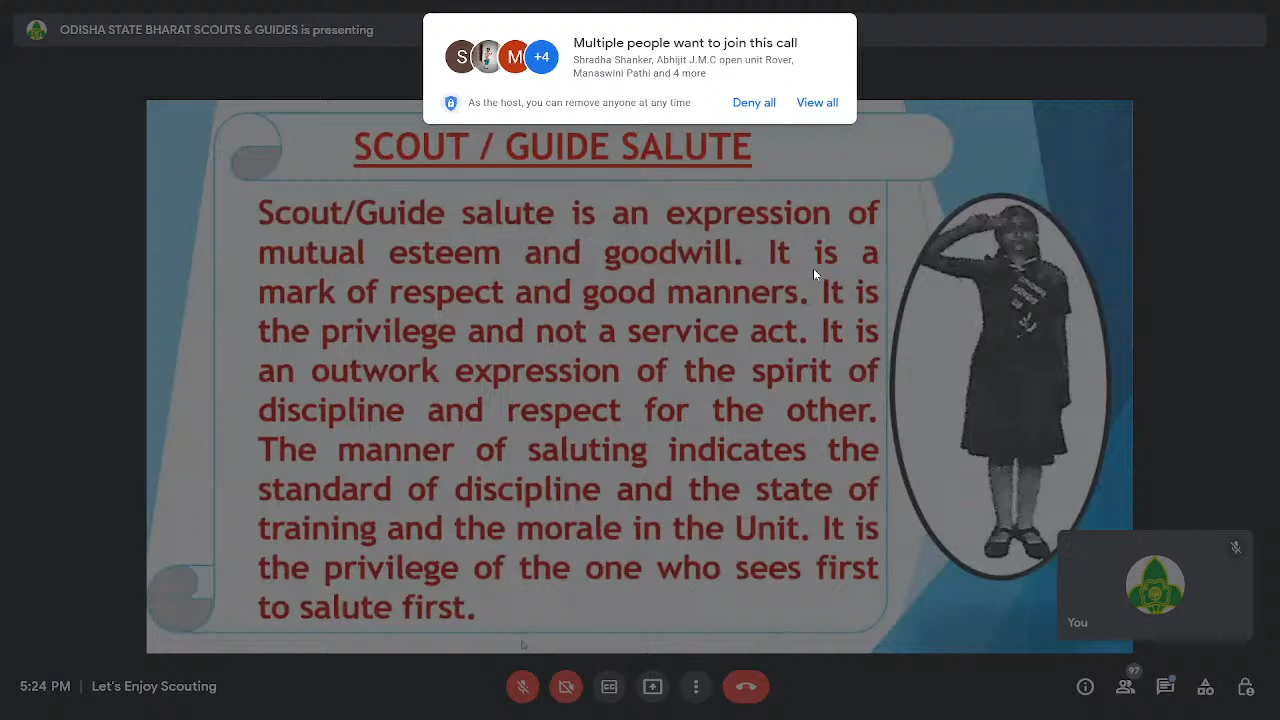 ODISHA STATE BHARAT SCOUTS & GUIDES is presenting
S M +4
Multiple people want to join this call
Shradha Shanker, Abhijit J.M.C open unit Rover,
Manaswini Pathi and 4 more
As the host, you can remove anyone at any time
Deny all View all
SCOUT / GUIDE SALUTE
Scout/Guide salute is an expression of
mutual esteem and goodwill. It is a
mark of respect and good manners. It is
the privilege and not a service act. It is
an outwork expression of the spirit of
discipline and respect for the other.
The manner of saluting indicates the
standard of discipline and the state of
training and the morale in the Unit. It is
the privilege of the one who sees first
to salute first.
You
5:24 PM | Let's Enjoy Scouting
97